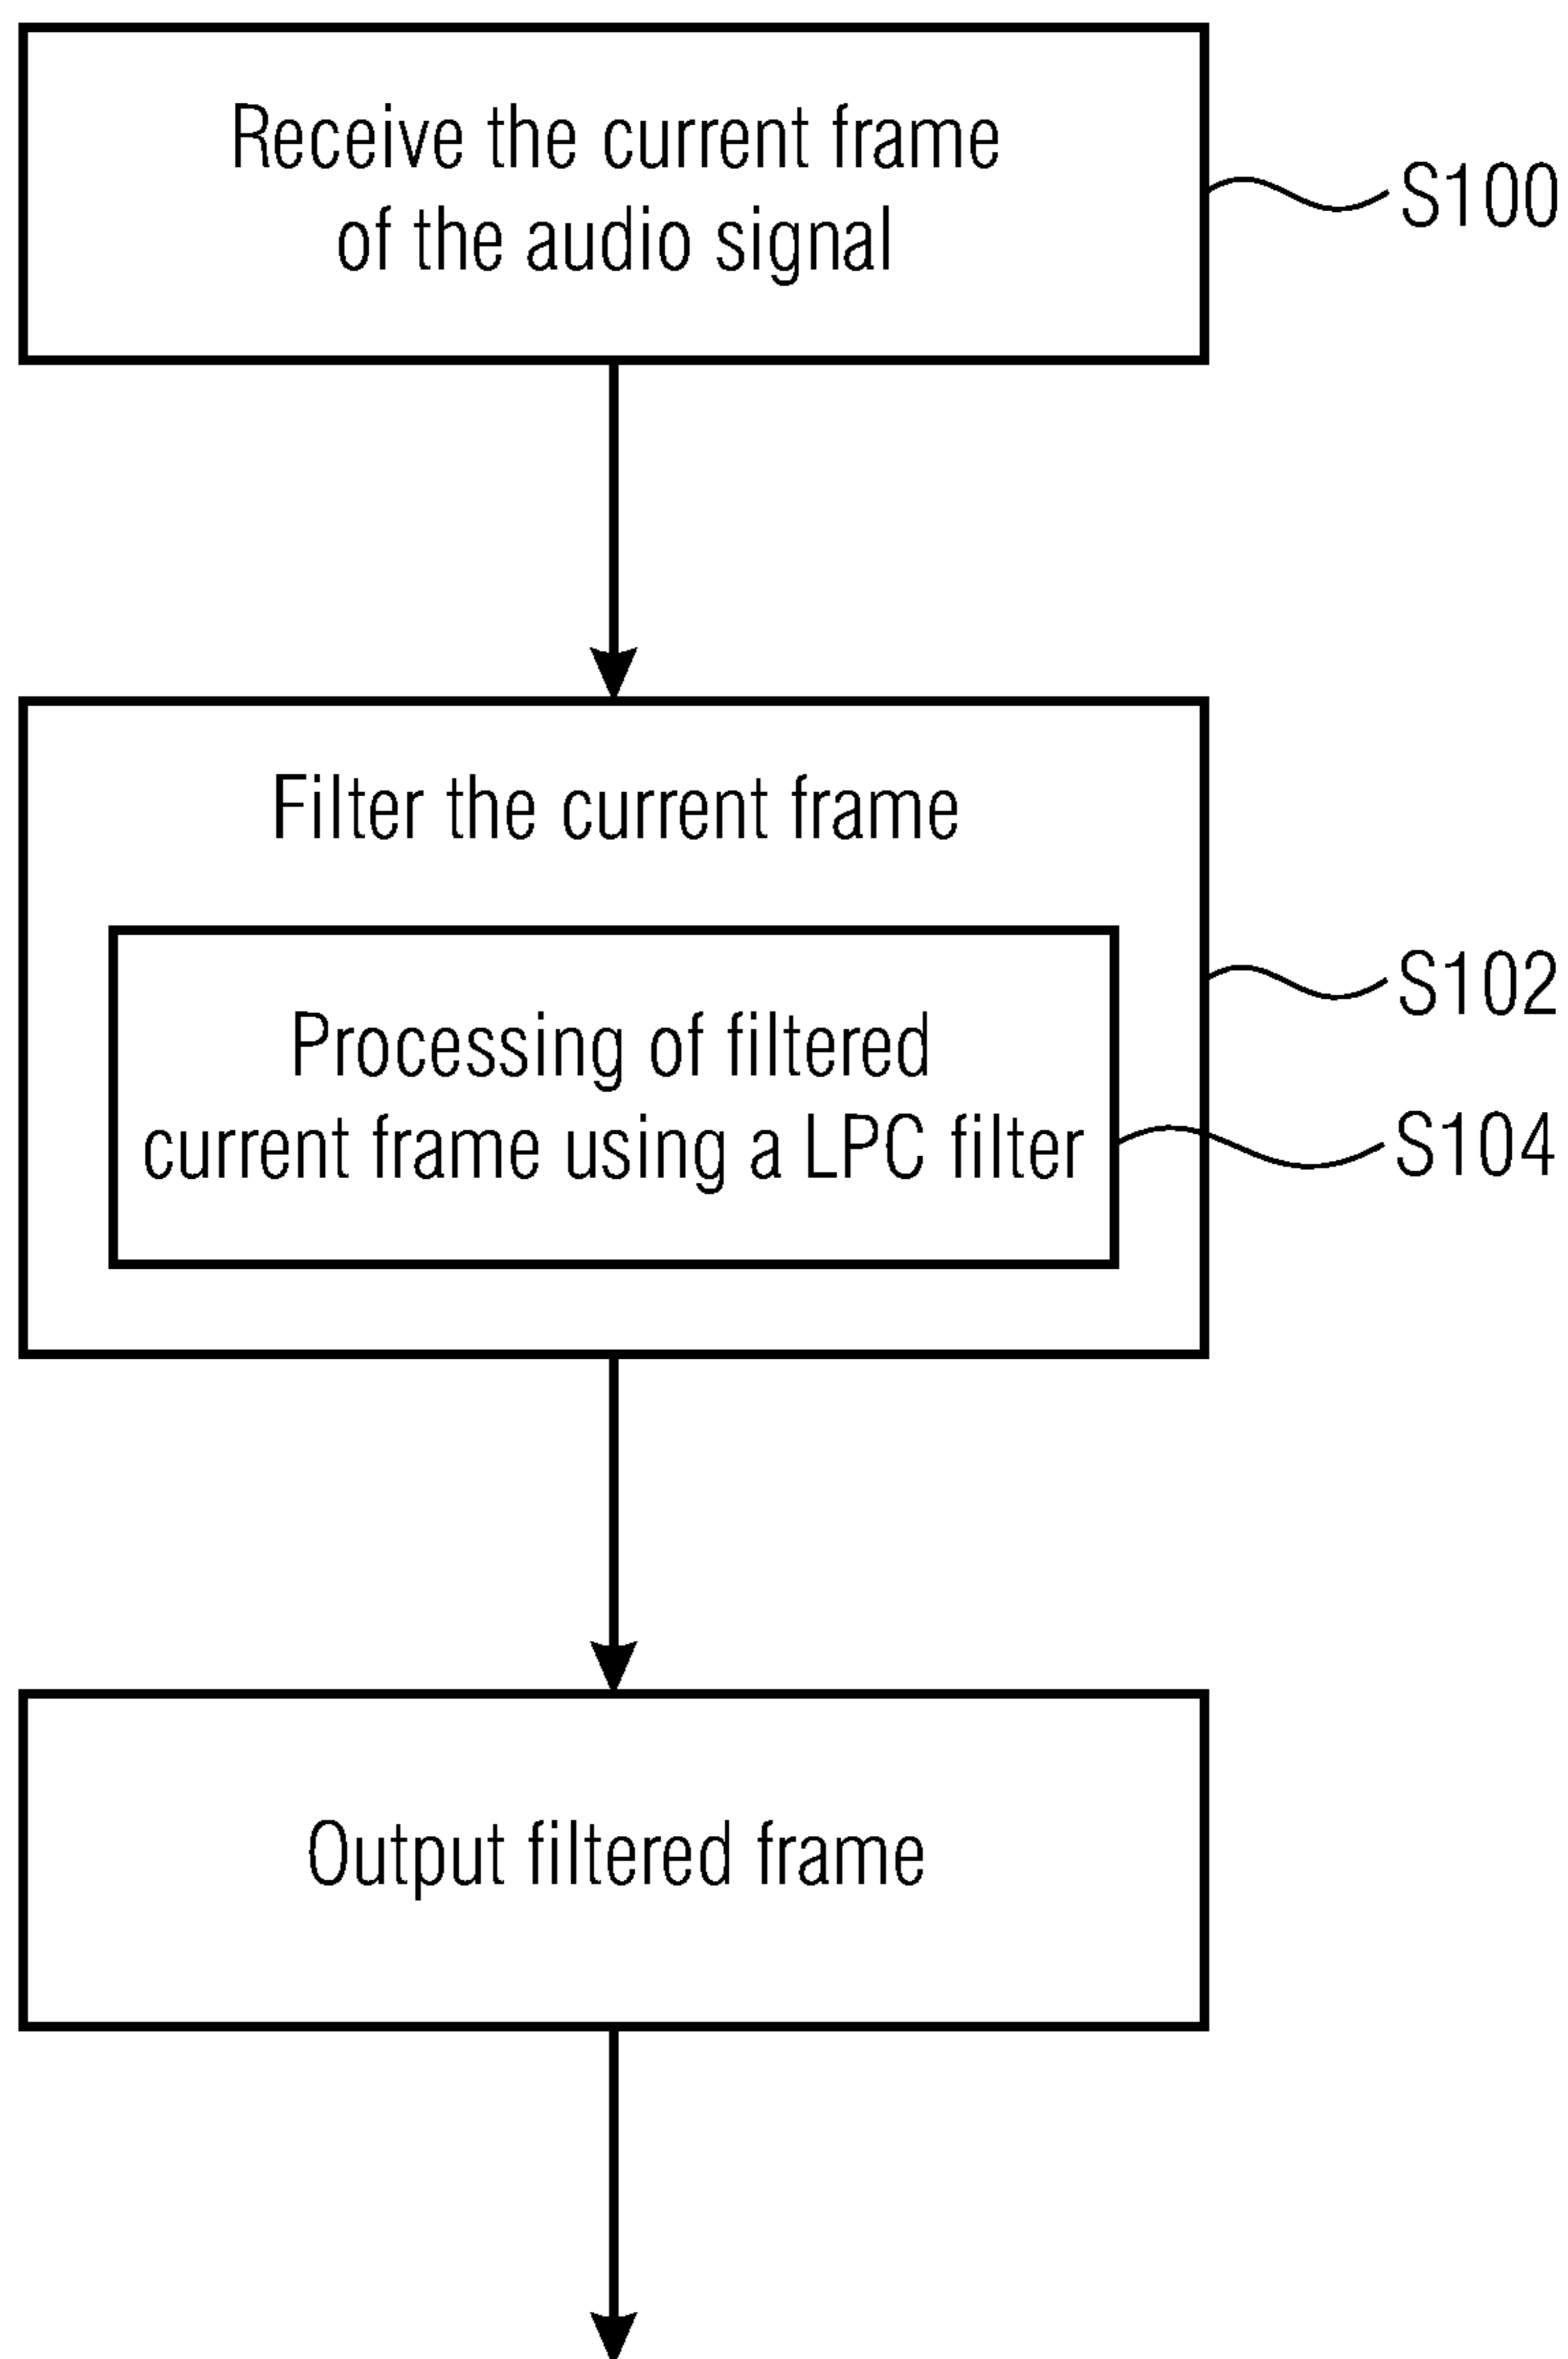 Receive the current frame
of the audio signal
S100
Filter the current frame
S102
Processing of filtered
current frame using a LPC filter
S104
Output filtered frame